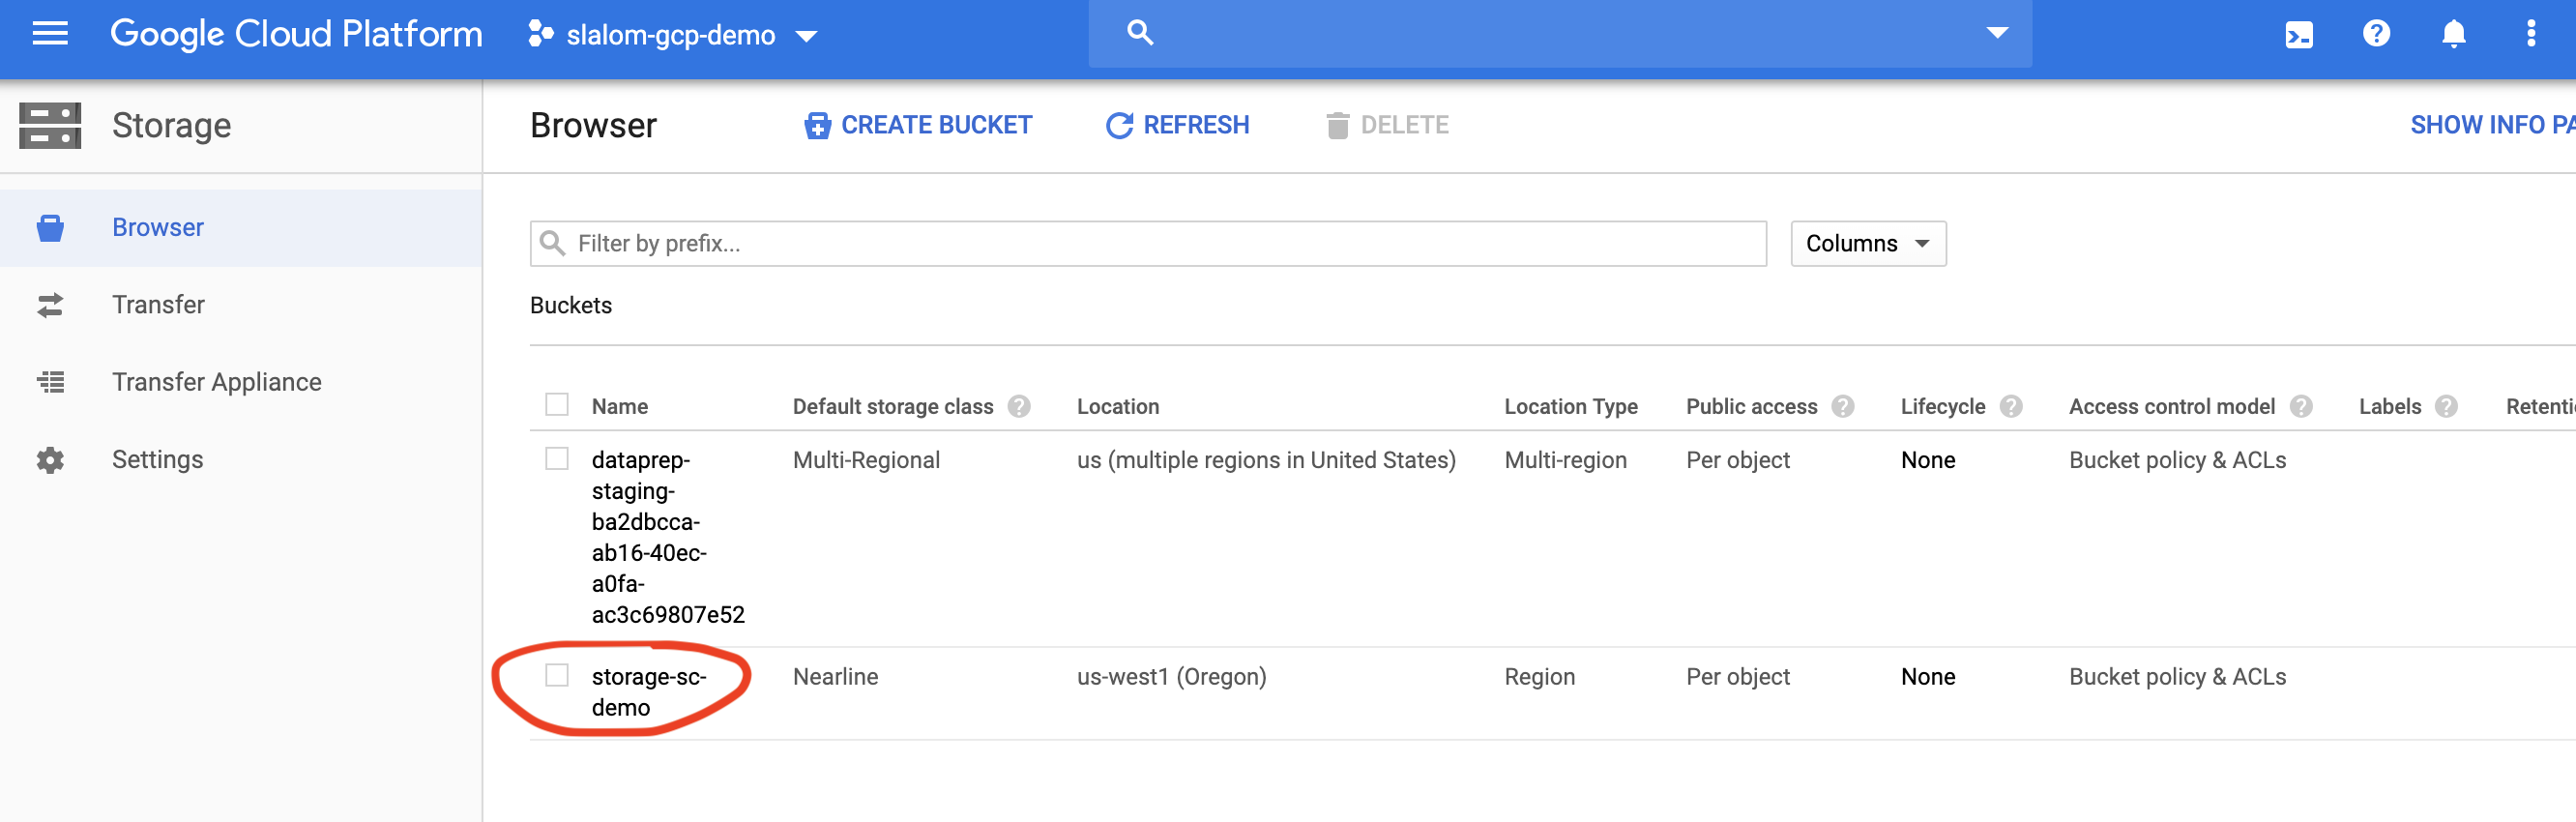 Google Cloud Platform slalom-gcp-demo
Storage
Browser CREATE BUCKET REFRESH DELETE SHOW INFO PA
Browser
Transfer
Transfer Appliance
Settings
Filter by prefix... Columns
Buckets
Name Default storage class Location Location Type Public access Lifecycle Access control model Labels Retenti
dataprep- Multi-Regional us (multiple regions in United States) Multi-region Per object None Bucket policy & ACLs
staging-
ba2dbcca-
ab16-40ec-
a0fa-
ac3c69807e52
storage-sc- Nearline us-west1 (Oregon) Region Per object None Bucket policy & ACLs
demo